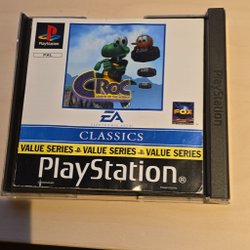 PlayStation
PAL
CROC
FOX
EA
CLASSICS
VALUE SERIES VALUE SERIES VALUE SERIES
PlayStation
PlayStation